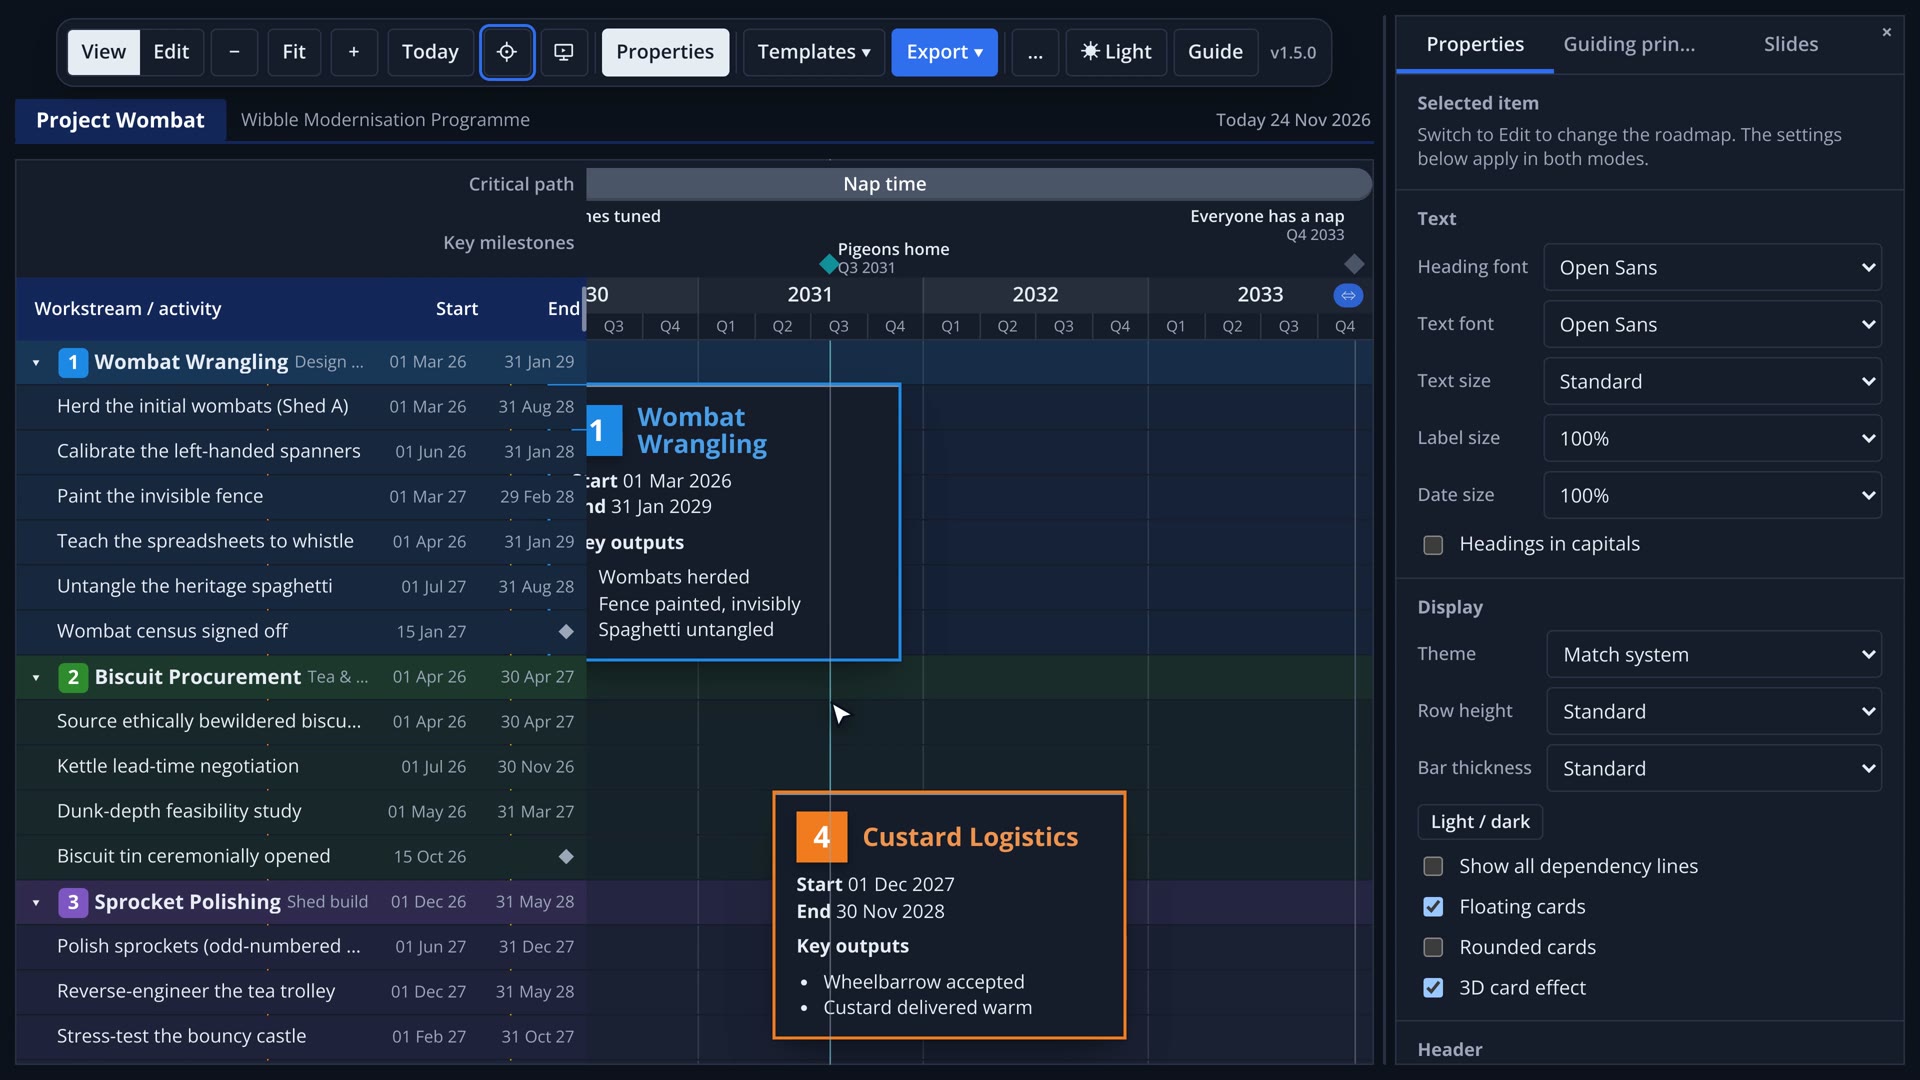 View Edit − Fit + Today Properties Templates ▾ Export ▾ ... Light Guide v1.5.0
Project Wombat Wibble Modernisation Programme Today 24 Nov 2026
Critical path Nap time
nes tuned Everyone has a nap
Q4 2033
Key milestones Pigeons home
Q3 2031
Workstream / activity Start End
30 2031 2032 2033
Q3 Q4 Q1 Q2 Q3 Q4 Q1 Q2 Q3 Q4 Q1 Q2 Q3 Q4
1 Wombat Wrangling Design ... 01 Mar 26 31 Jan 29
Herd the initial wombats (Shed A) 01 Mar 26 31 Aug 28
Calibrate the left-handed spanners 01 Jun 26 31 Jan 28
Paint the invisible fence 01 Mar 27 29 Feb 28
Teach the spreadsheets to whistle 01 Apr 26 31 Jan 29
Untangle the heritage spaghetti 01 Jul 27 31 Aug 28
Wombat census signed off 15 Jan 27
2 Biscuit Procurement Tea & ... 01 Apr 26 30 Apr 27
Source ethically bewildered biscu... 01 Apr 26 30 Apr 27
Kettle lead-time negotiation 01 Jul 26 30 Nov 26
Dunk-depth feasibility study 01 May 26 31 Mar 27
Biscuit tin ceremonially opened 15 Oct 26
3 Sprocket Polishing Shed build 01 Dec 26 31 May 28
Polish sprockets (odd-numbered ... 01 Jun 27 31 Dec 27
Reverse-engineer the tea trolley 01 Dec 27 31 May 28
Stress-test the bouncy castle 01 Feb 27 31 Oct 27
1 Wombat
Wrangling
tart 01 Mar 2026
nd 31 Jan 2029
ey outputs
Wombats herded
Fence painted, invisibly
Spaghetti untangled
4 Custard Logistics
Start 01 Dec 2027
End 30 Nov 2028
Key outputs
• Wheelbarrow accepted
• Custard delivered warm
Properties Guiding prin... Slides ×
Selected item
Switch to Edit to change the roadmap. The settings
below apply in both modes.
Text
Heading font Open Sans
Text font Open Sans
Text size Standard
Label size 100%
Date size 100%
Headings in capitals
Display
Theme Match system
Row height Standard
Bar thickness Standard
Light / dark
Show all dependency lines
Floating cards
Rounded cards
3D card effect
Header